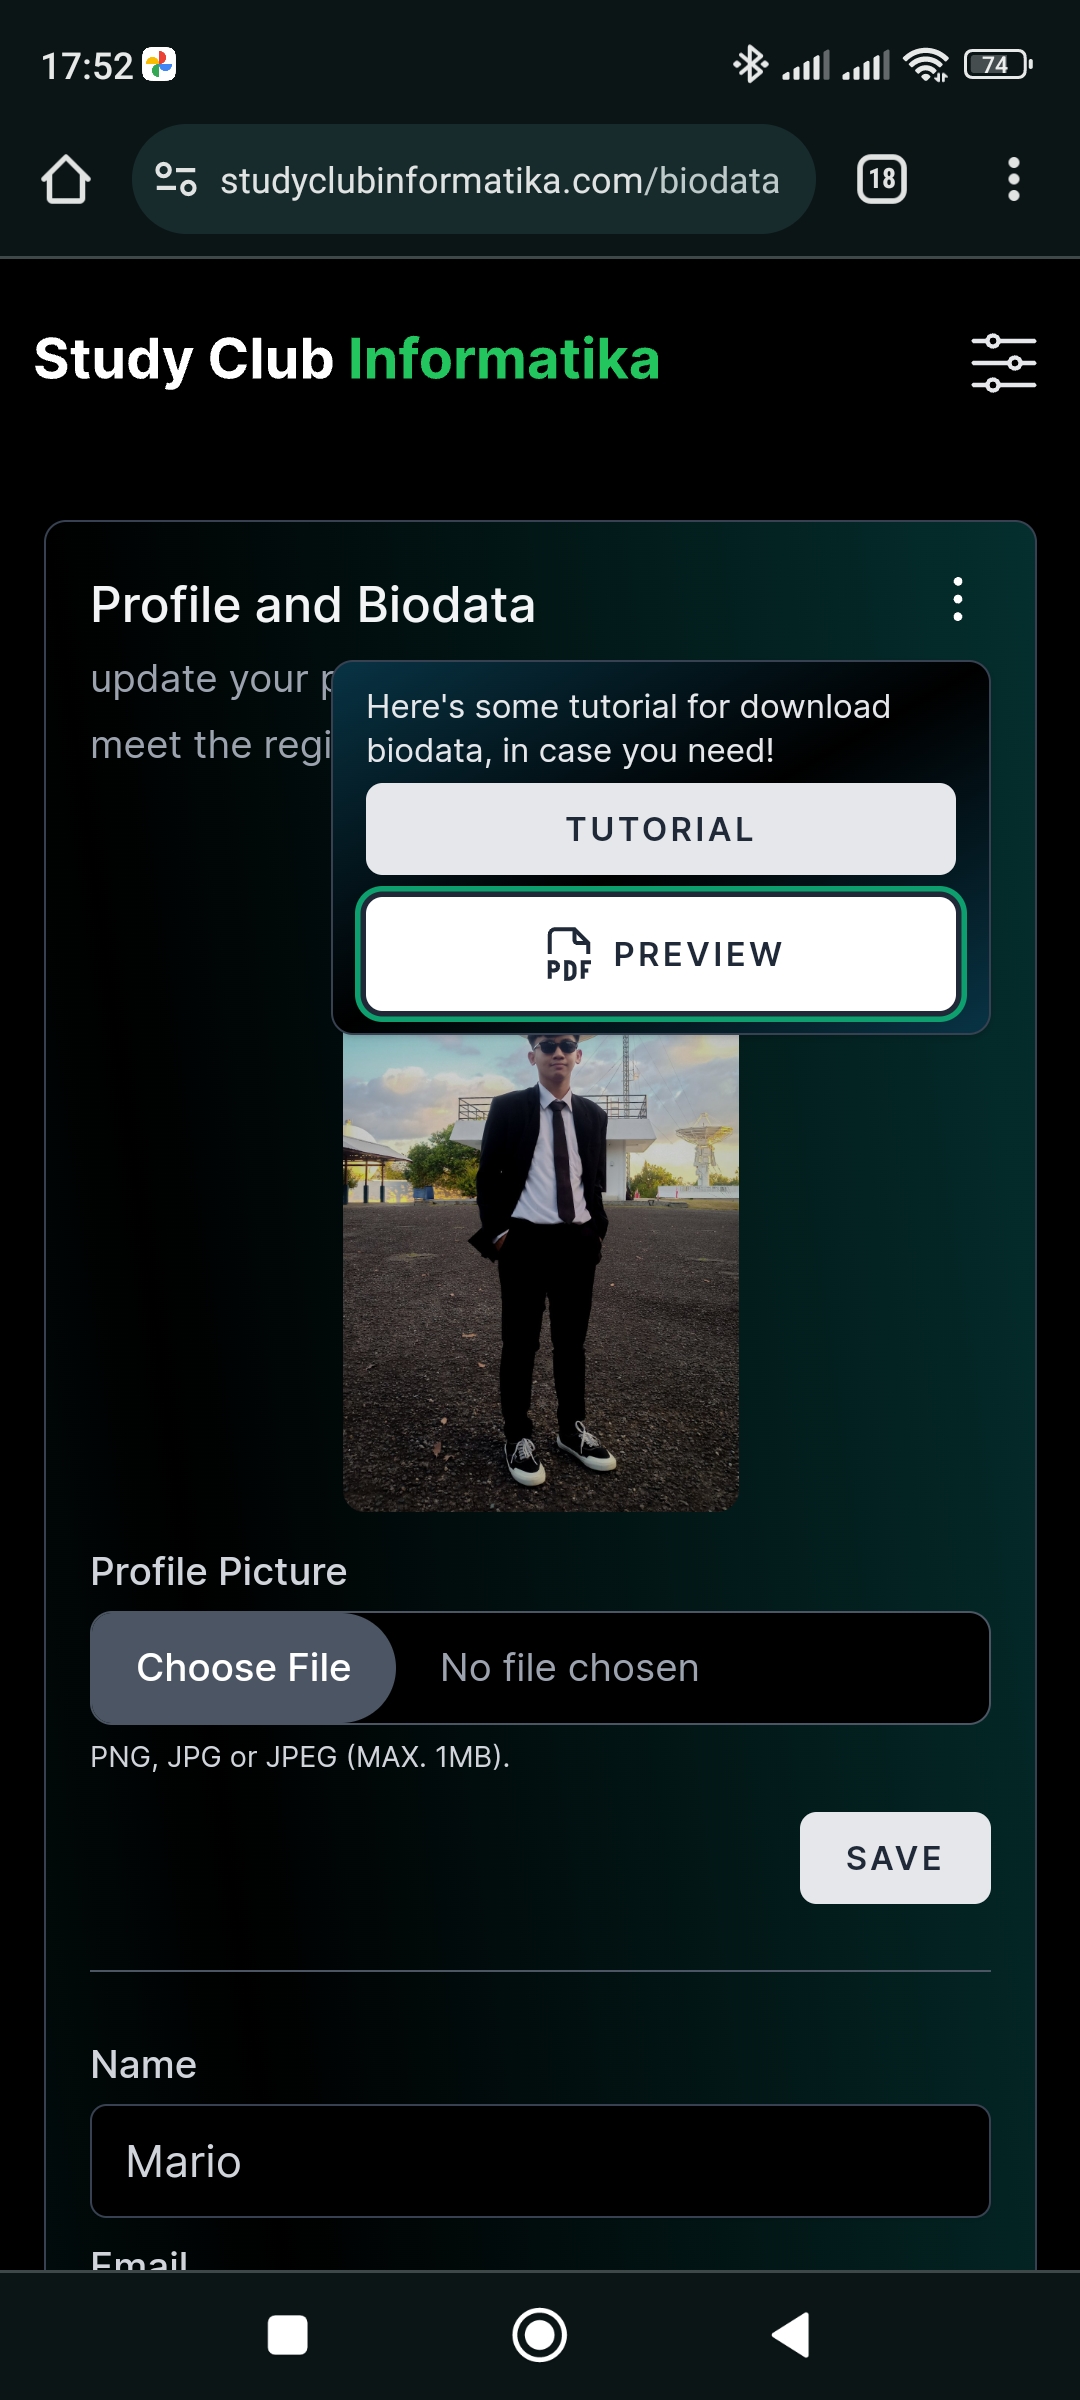 17:52
74
studyclubinformatika.com/biodata
18
Study Club Informatika
Profile and Biodata
update your
meet the
Here's some tutorial for download
biodata, in case you need!
TUTORIAL
PDF PREVIEW
Profile Picture
Choose File No file chosen
PNG, JPG or JPEG (MAX. 1MB).
SAVE
Name
Mario
Email